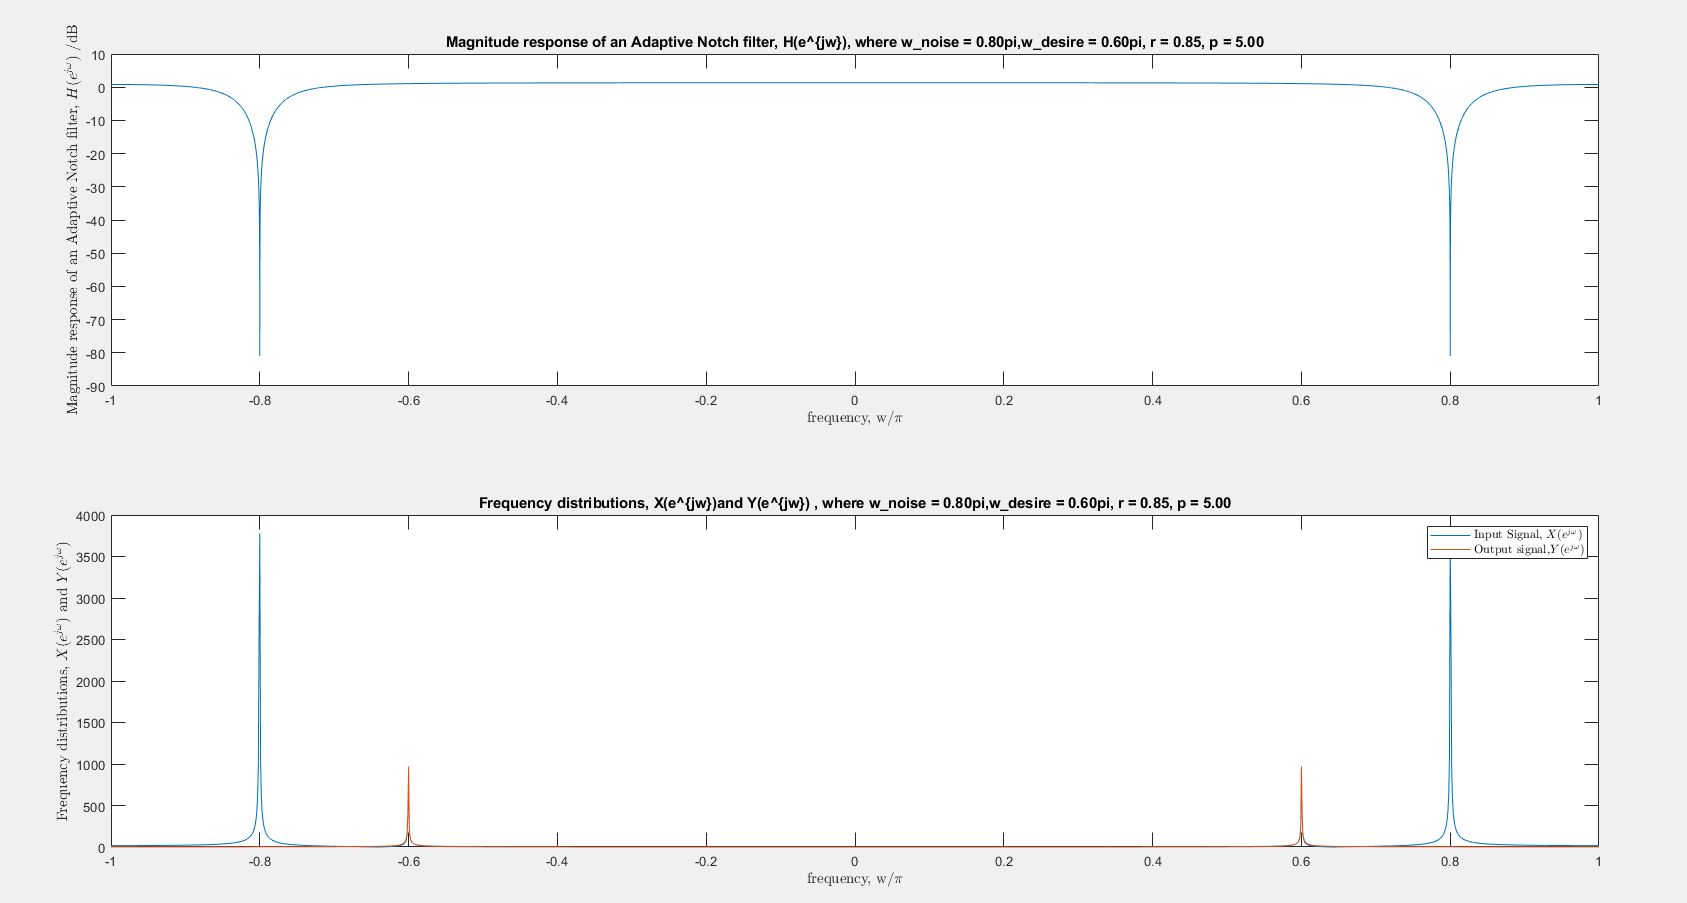 Magnitude response of an Adaptive Notch filter, H(e^{jw}), where w_noise = 0.80pi,w_desire = 0.60pi, r = 0.85, p = 5.00
Magnitude response of an Adaptive Notch filter, H(e^{jω}) /dB
10
0
-10
-20
-30
-40
-50
-60
-70
-80
-90
-1 -0.8 -0.6 -0.4 -0.2 0 0.2 0.4 0.6 0.8 1
frequency, w/π
Frequency distributions, X(e^{jw})and Y(e^{jw}) , where w_noise = 0.80pi,w_desire = 0.60pi, r = 0.85, p = 5.00
Frequency distributions, X(e^{jω}) and Y(e^{jω})
4000
3500
3000
2500
2000
1500
1000
500
0
Input Signal, X(e^{jω})
Output signal,Y(e^{jω})
-1 -0.8 -0.6 -0.4 -0.2 0 0.2 0.4 0.6 0.8 1
frequency, w/π